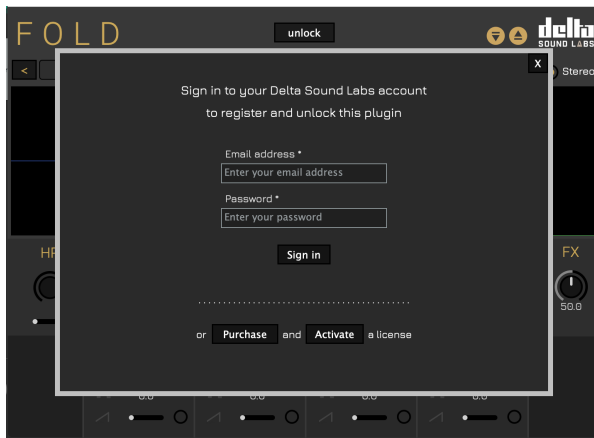 FOLD
unlock
delta
SOUND LABS
<
Stereo
X
Sign in to your Delta Sound Labs account
to register and unlock this plugin
Email address *
Enter your email address
Password *
Enter your password
Sign in
or Purchase and Activate a license
FX
50.0